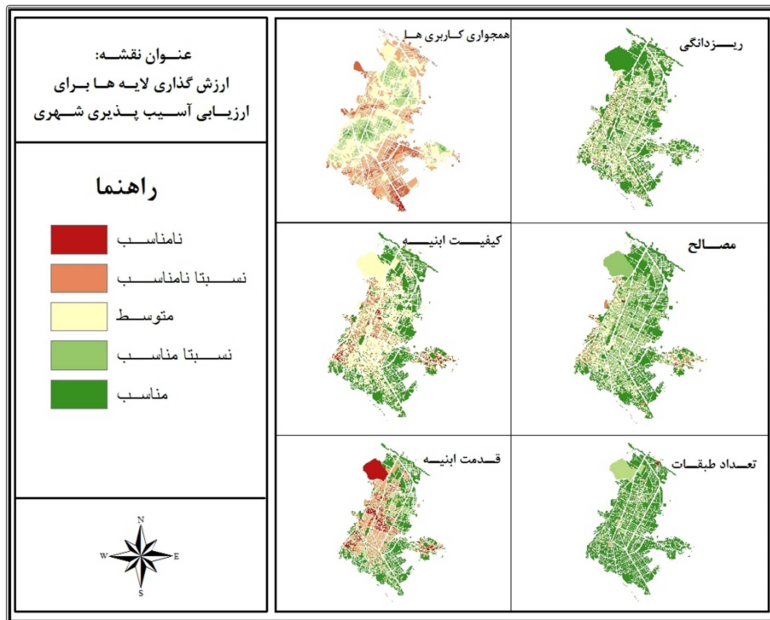 عنوان نقشه:
ارزش گذاری لایه ها برای
ارزیابی آسیب پذیری شهری
راهنما
نامناسب
نسبتا نامناسب
متوسط
نسبتا مناسب
مناسب
N
W E
S
همجواری کاربری ها
ریزدانگی
کیفیت ابنیه
مصالح
قدمت ابنیه
تعداد طبقات